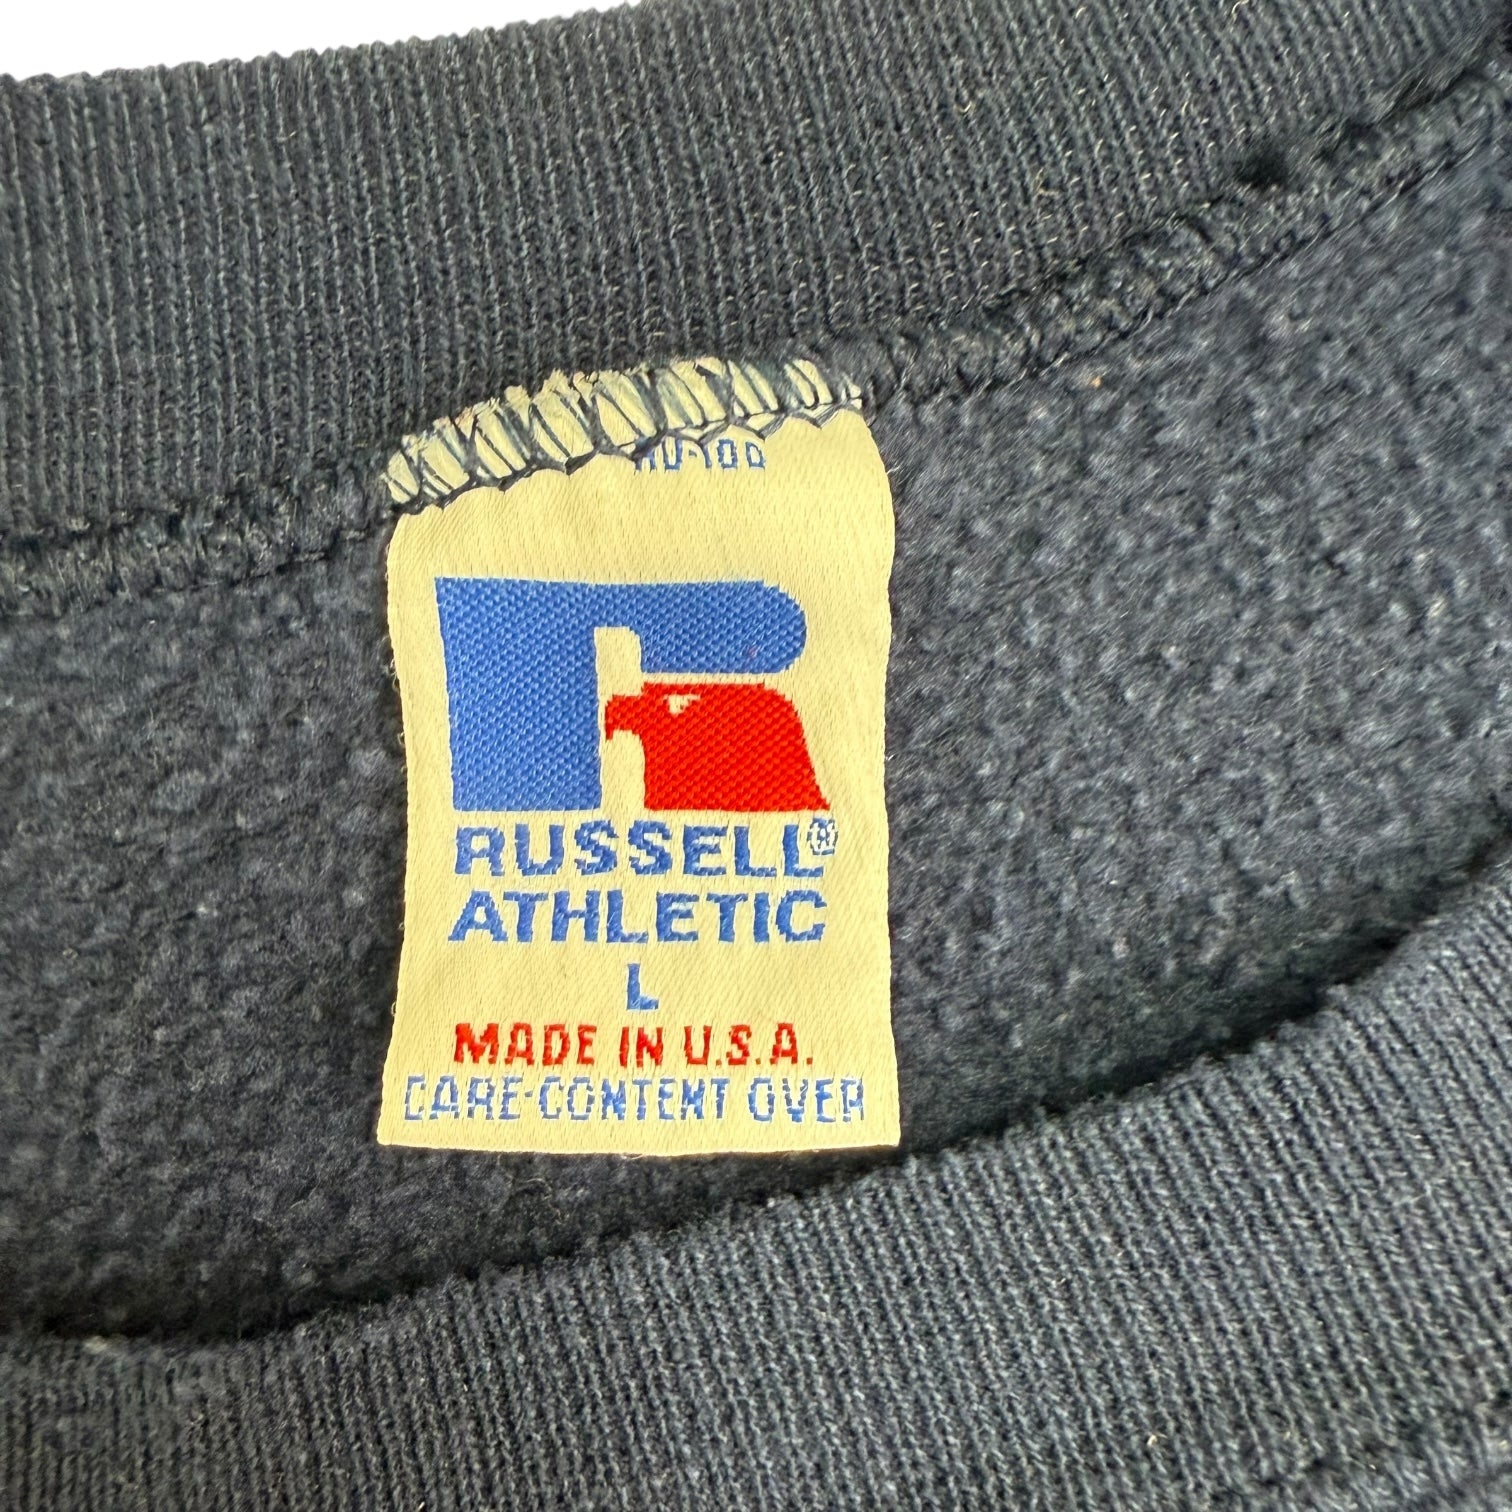 RUSSELL®
ATHLETIC
L
MADE IN U.S.A.
CARE-CONTENT OVER